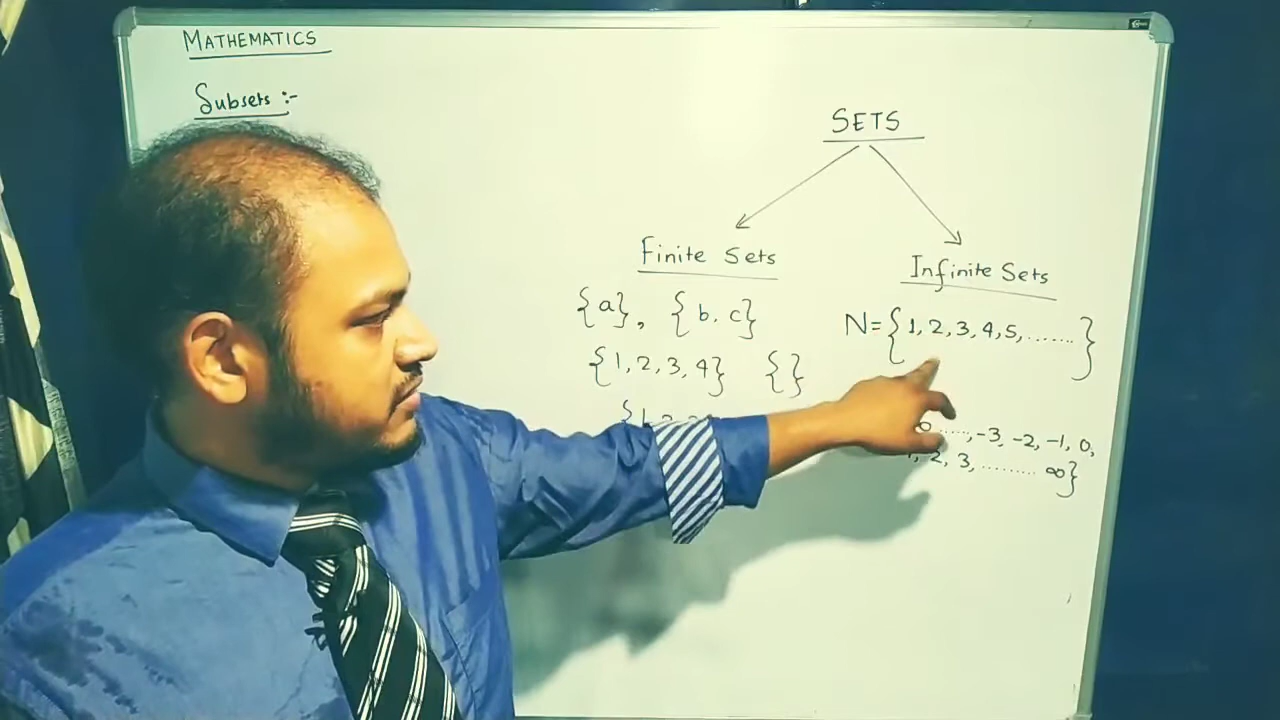 MATHEMATICS
Subsets :-
SETS
Finite Sets
{a}, {b, c}
{1, 2, 3, 4} {}
Infinite Sets
N={1, 2, 3, 4, 5, ....... }
....., -3, -2, -1, 0,
1, 2, 3, ......... ∞}